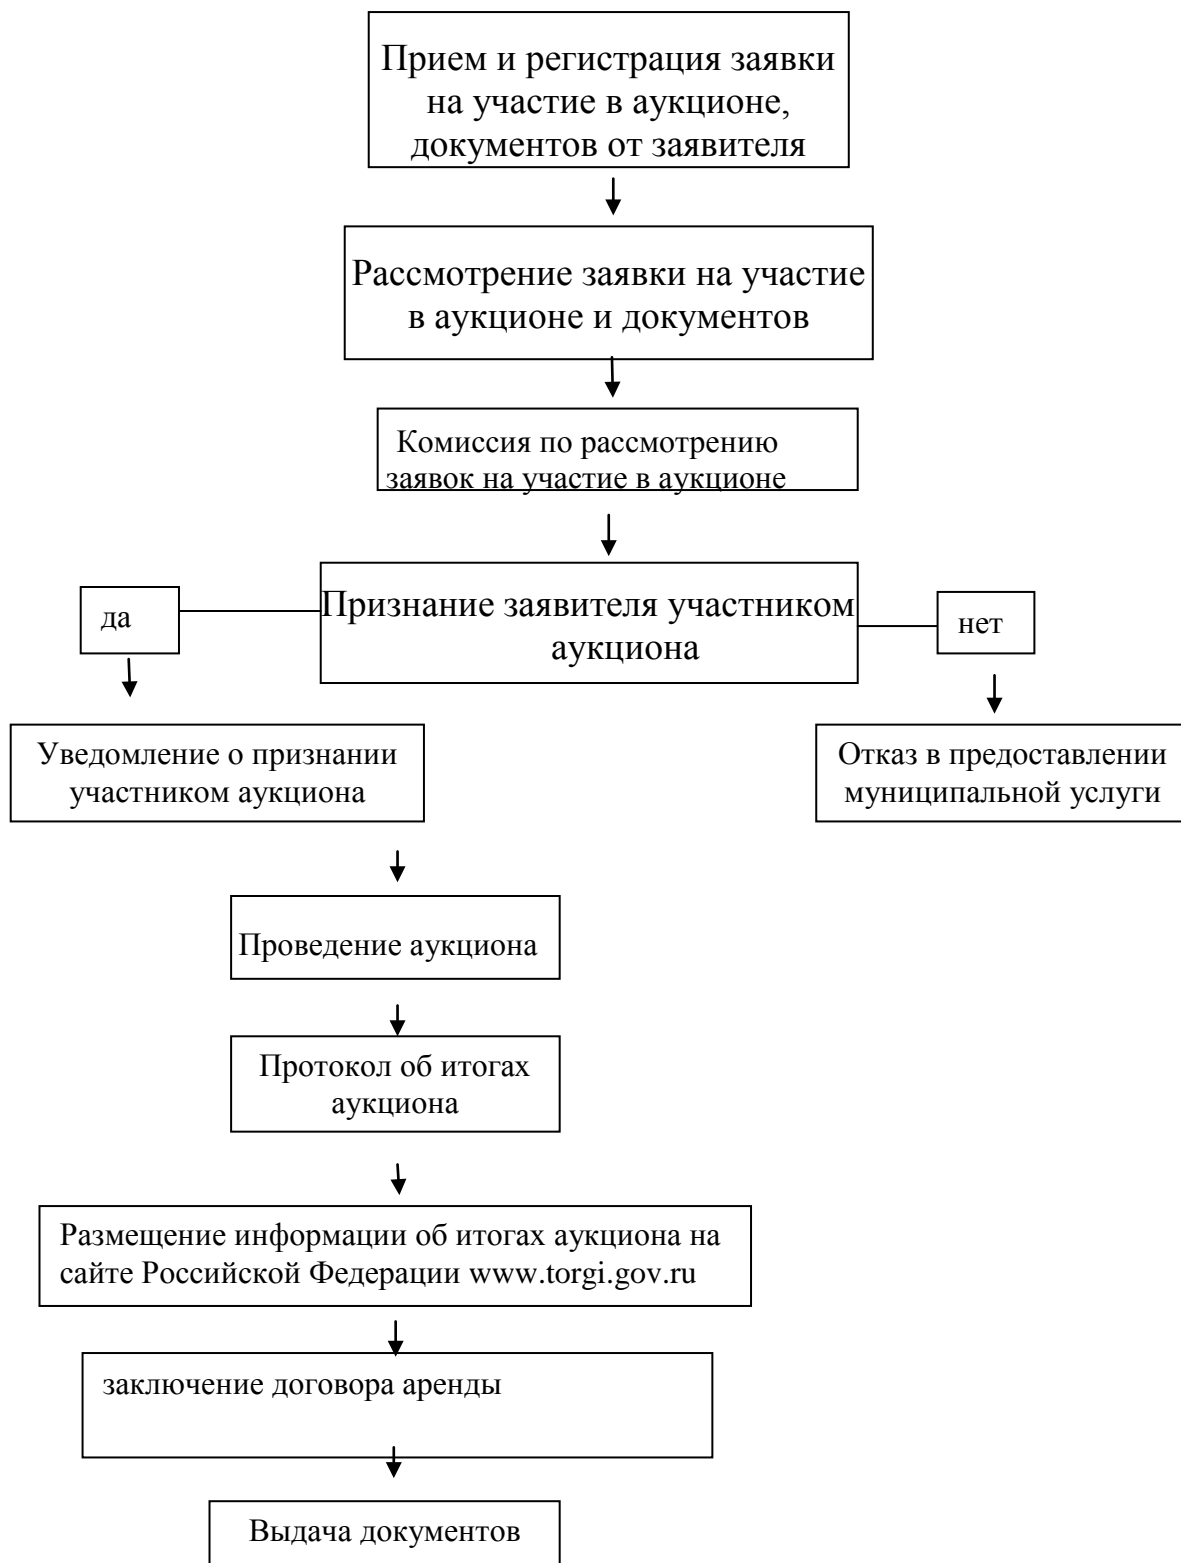 Прием и регистрация заявки
на участие в аукционе,
документов от заявителя
Рассмотрение заявки на участие
в аукционе и документов
Комиссия по рассмотрению
заявок на участие в аукционе
Признание заявителя участником
аукциона
да
нет
Уведомление о признании
участником аукциона
Отказ в предоставлении
муниципальной услуги
Проведение аукциона
Протокол об итогах
аукциона
Размещение информации об итогах аукциона на
сайте Российской Федерации www.torgi.gov.ru
заключение договора аренды
Выдача документов